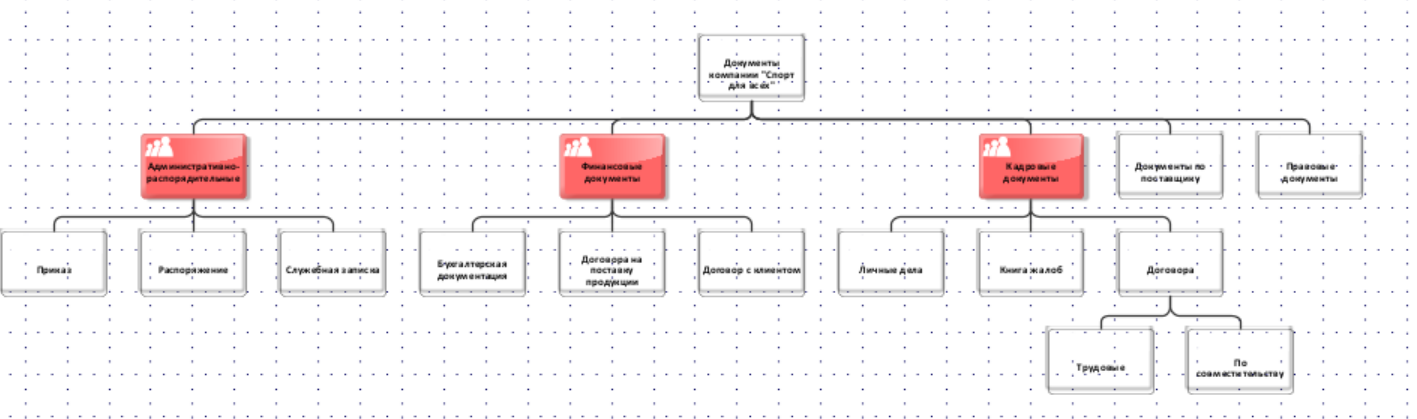 Документы
компании "Спорт
для всех"
Административно-
распорядительные
Финансовые
документы
Кадровые
документы
Документы по
поставщику
Правовые
документы
Приказ
Распоряжение
Служебная записка
Бухгалтерская
документация
Договора на
поставку
продукции
Договор с клиентом
Личные дела
Книга жалоб
Договора
Трудовые
По
совместительству